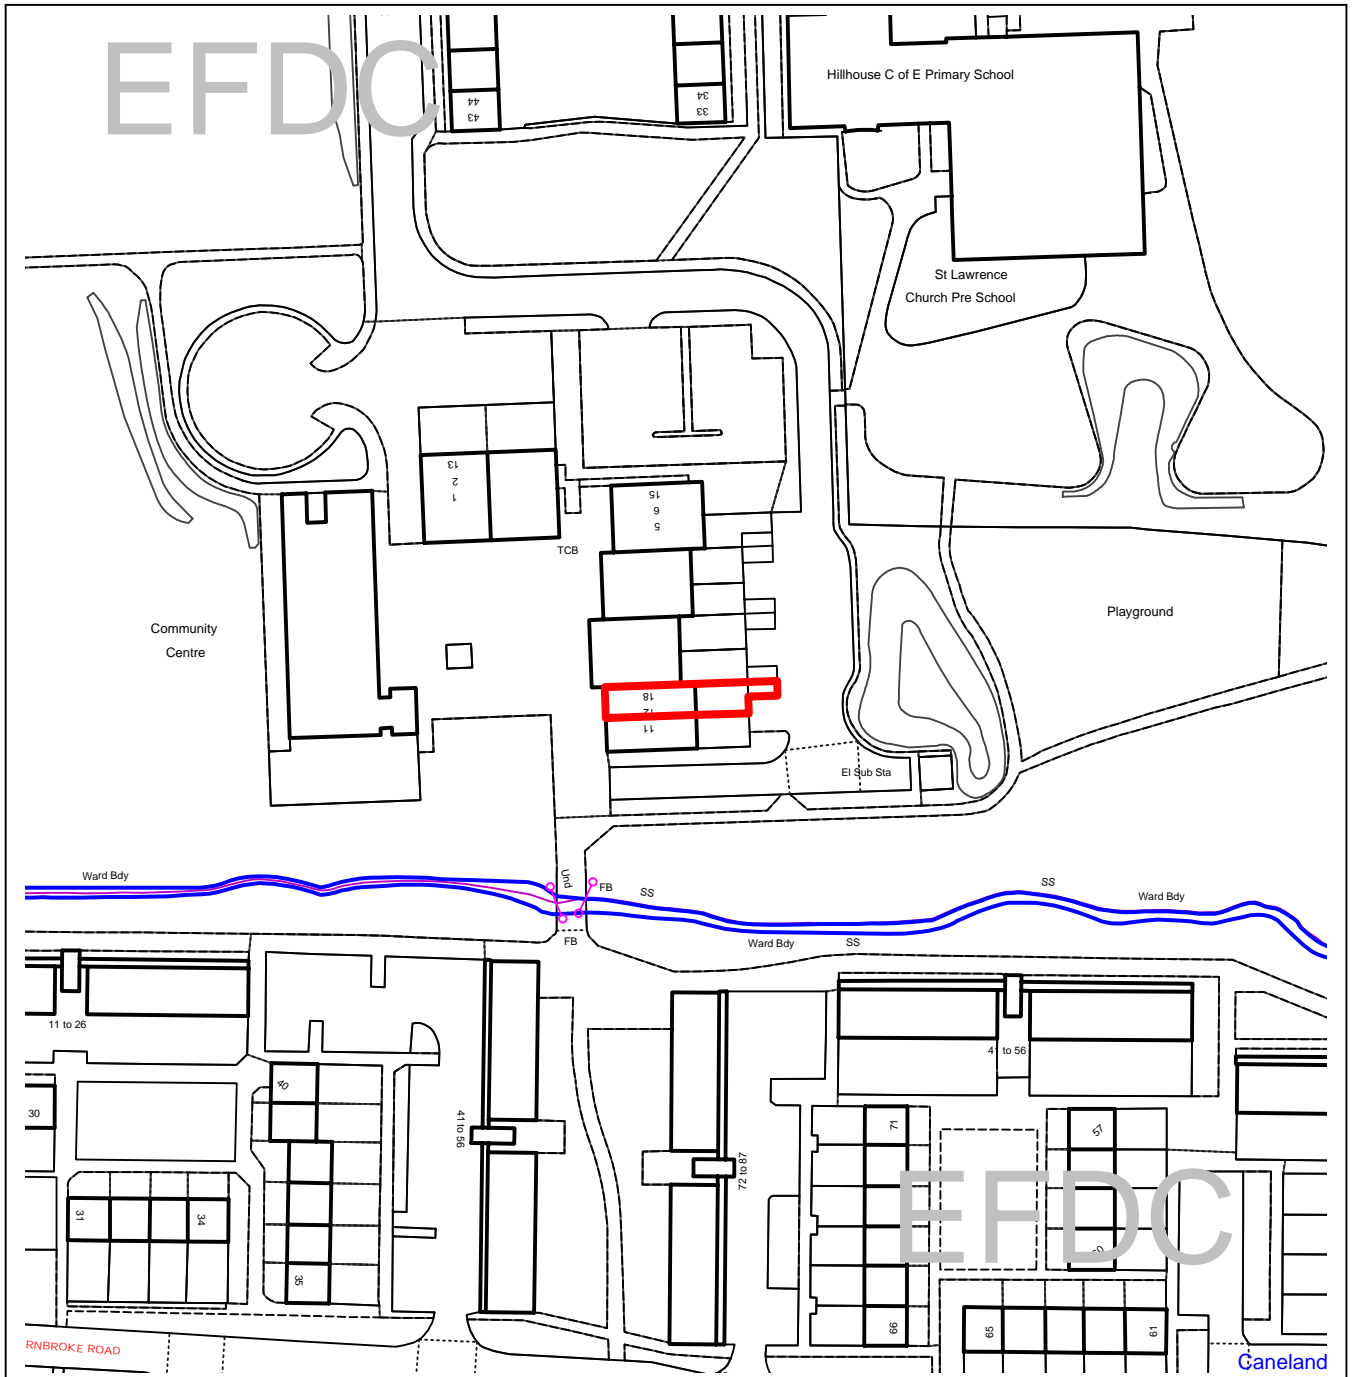 EFDC
44
43
34
33
Hillhouse C of E Primary School
St Lawrence
Church Pre School
13
2
1
15
6
5
TCB
Community
Centre
Playground
18
12
11
El Sub Sta
Ward Bdy
Und
FB
SS
SS
Ward Bdy
FB
Ward Bdy
SS
11 to 26
41 to 56
40
30
41 to 56
71
57
72 to 87
EFDC
31
34
60
35
66
65
61
RNBROKE ROAD
Caneland